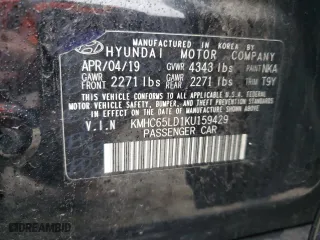 MANUFACTURED IN KOREA BY
HYUNDAI MOTOR COMPANY
APR/04/19 GVWR 4343 lbs PAINT NKA
GAWR FRONT 2271 lbs GAWR REAR 2271 lbs TRIM T9Y
THIS VEHICLE CONFORMS TO ALL APPLICABLE U.S. FEDERAL
MOTOR VEHICLE SAFETY, BUMPER, AND THEFT PREVENTION
STANDARDS IN EFFECT ON THE DATE OF MANUFACTURE
SHOWN ABOVE.
V.I.N KMHC65LD1KU159429
PASSENGER CAR